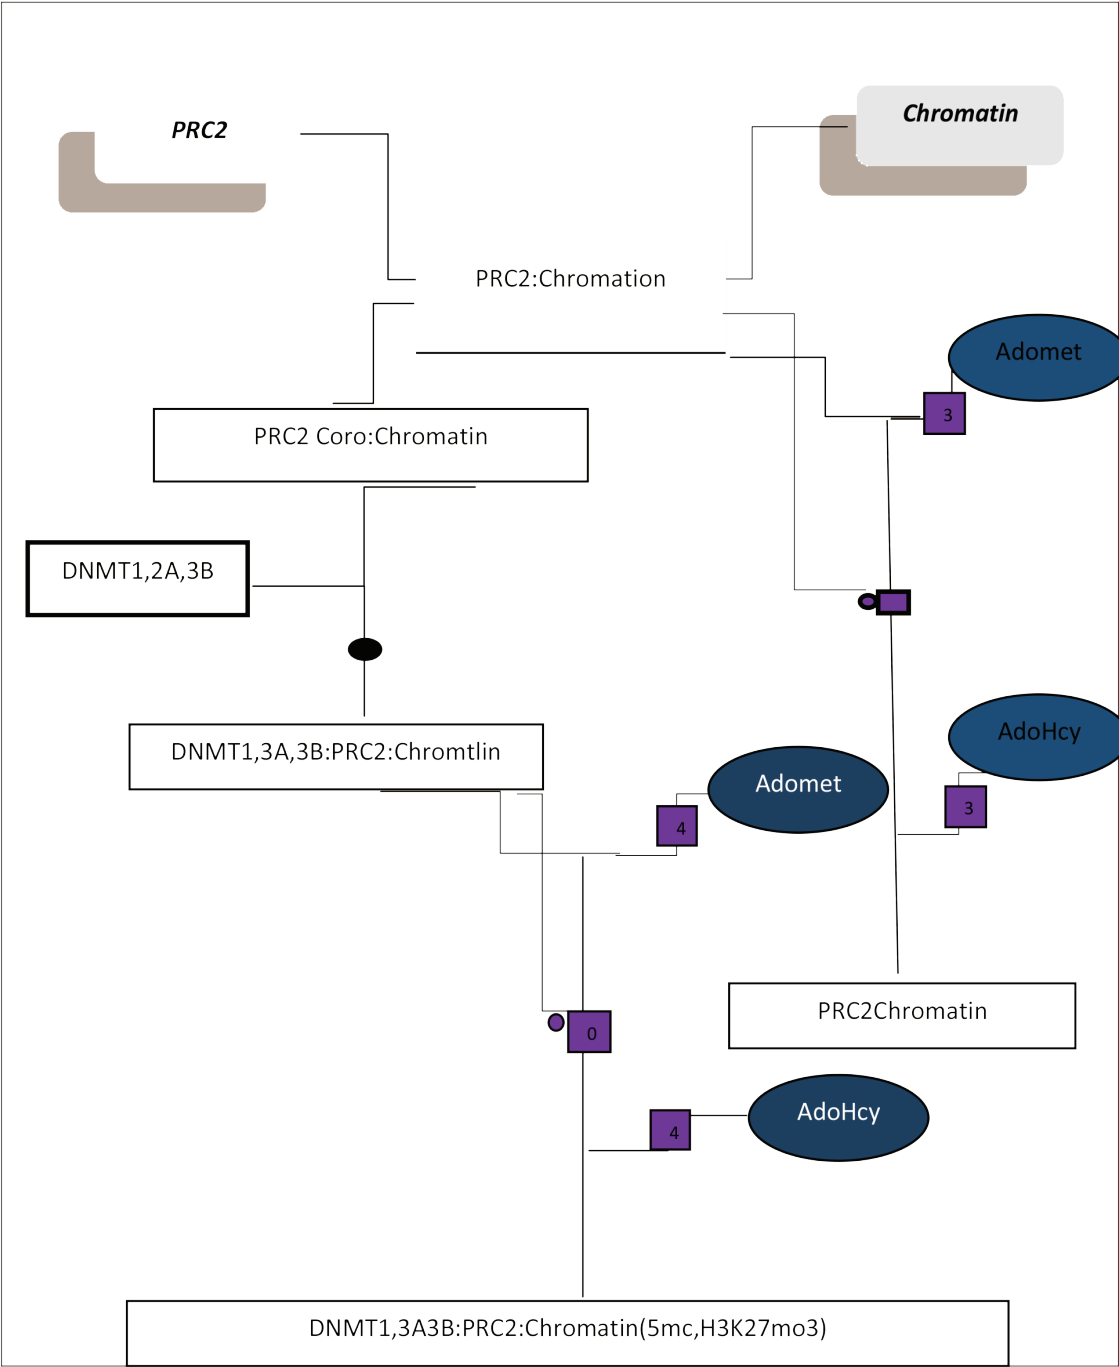 PRC2
Chromatin
PRC2:Chromation
Adomet
3
PRC2 Coro:Chromatin
DNMT1,2A,3B
AdoHcy
3
DNMT1,3A,3B:PRC2:Chromtlin
Adomet
4
PRC2Chromatin
0
AdoHcy
4
DNMT1,3A3B:PRC2:Chromatin(5mc,H3K27mo3)